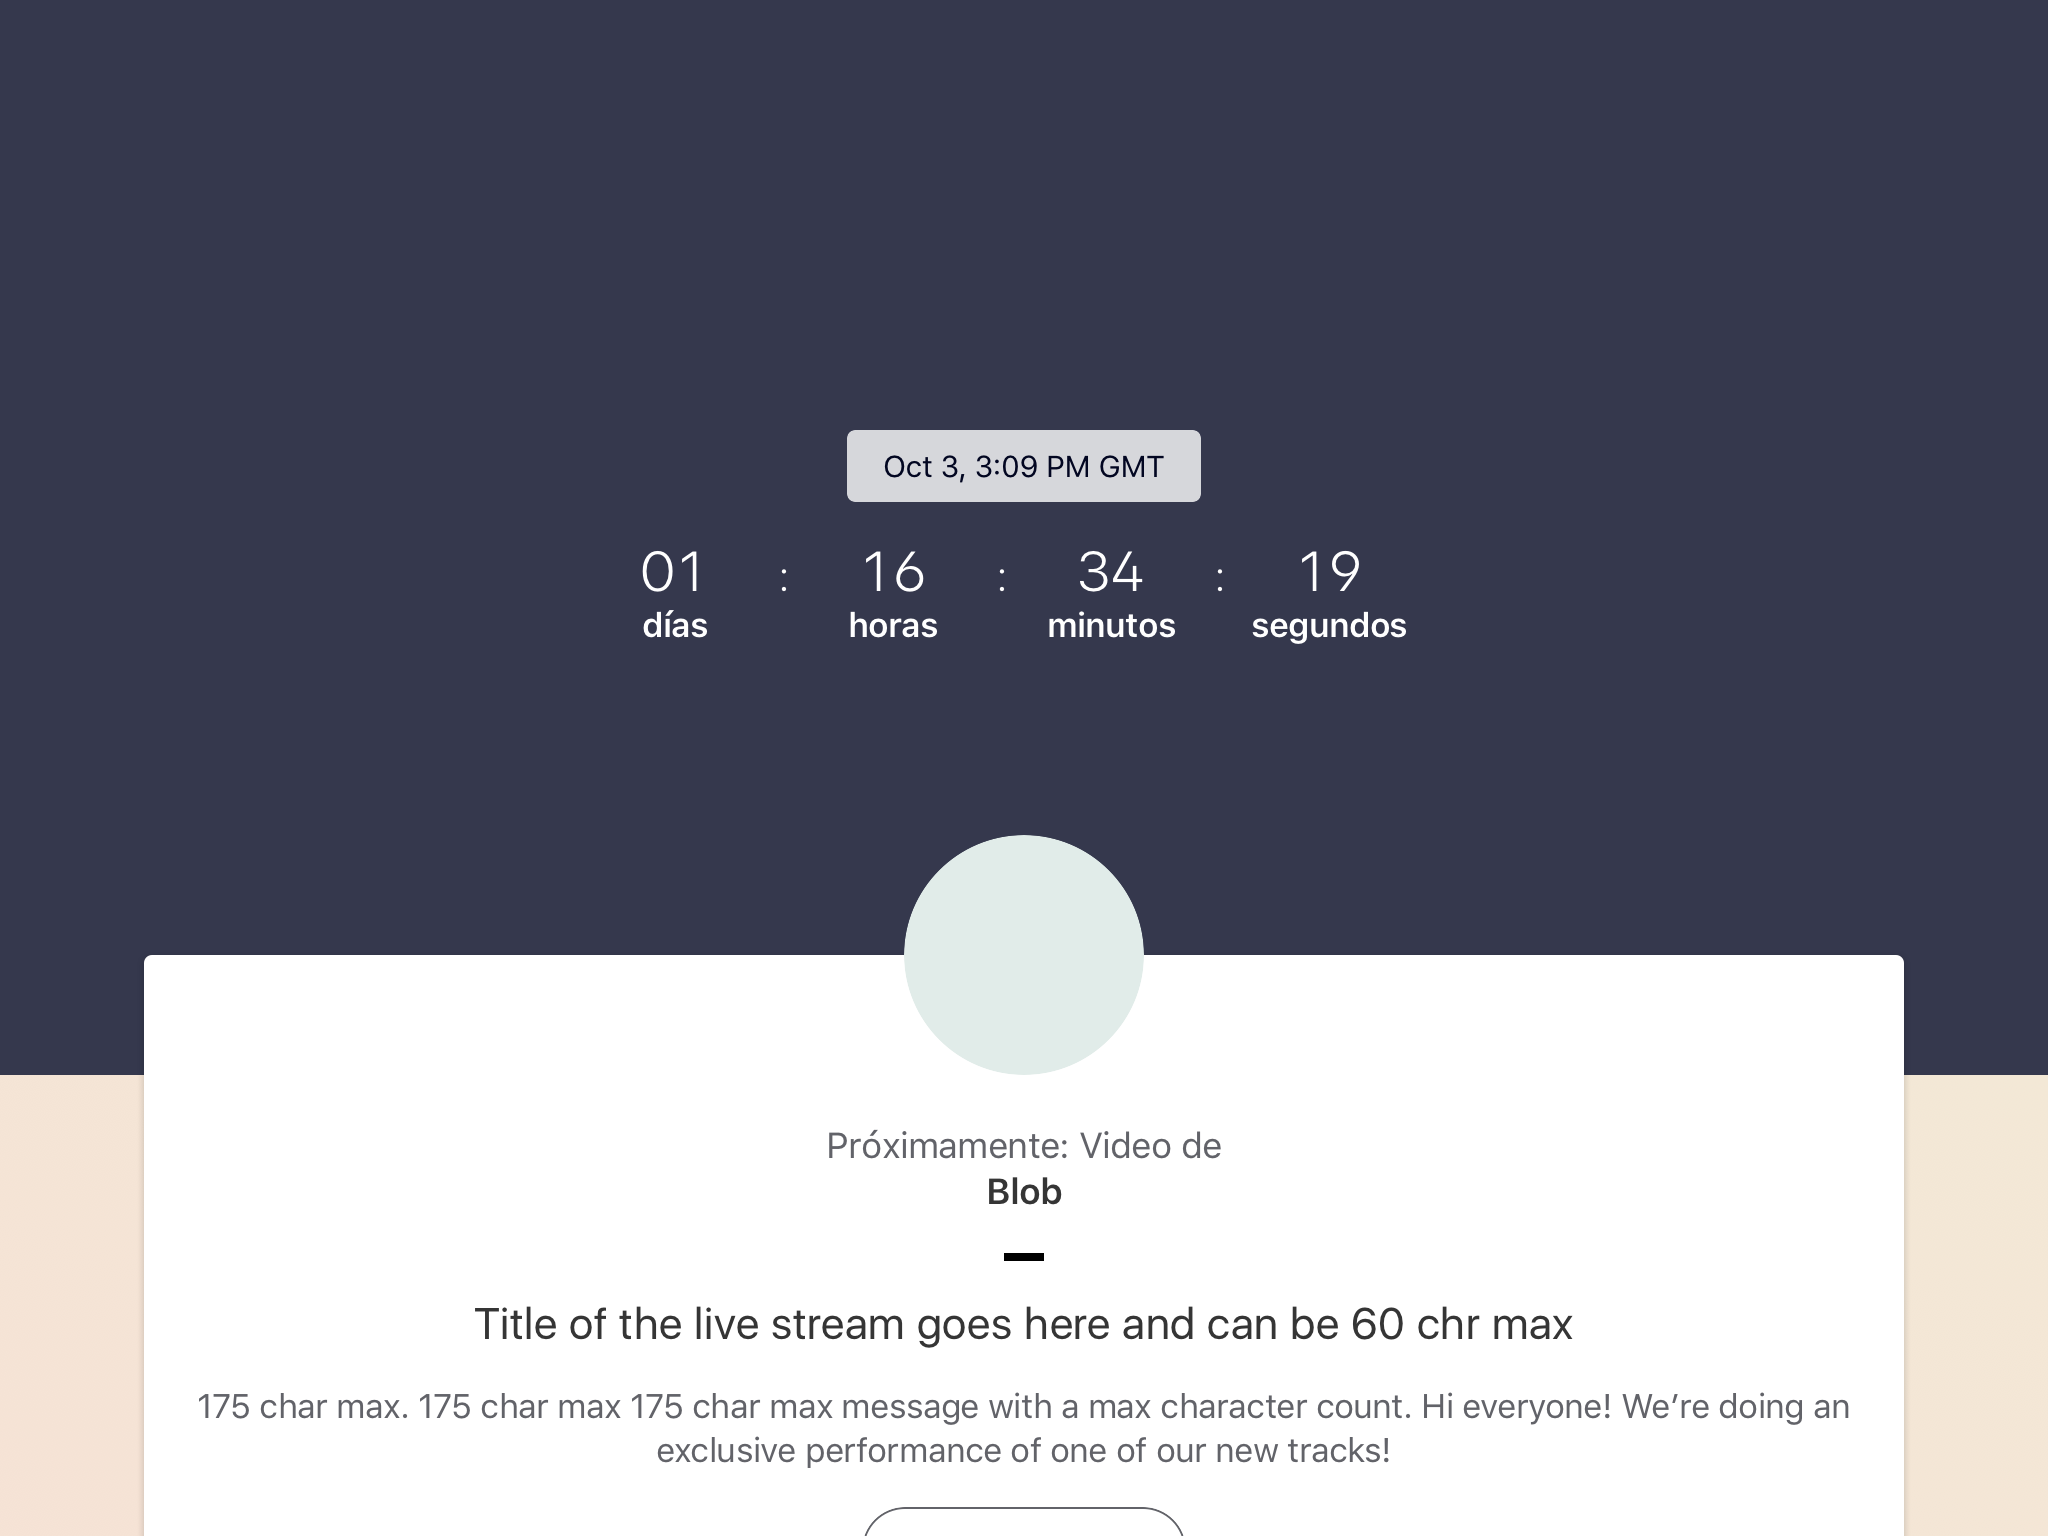 Oct 3, 3:09 PM GMT
01 : 16 : 34 : 19
días horas minutos segundos
Próximamente: Video de
Blob
Title of the live stream goes here and can be 60 chr max
175 char max. 175 char max 175 char max message with a max character count. Hi everyone! We’re doing an
exclusive performance of one of our new tracks!